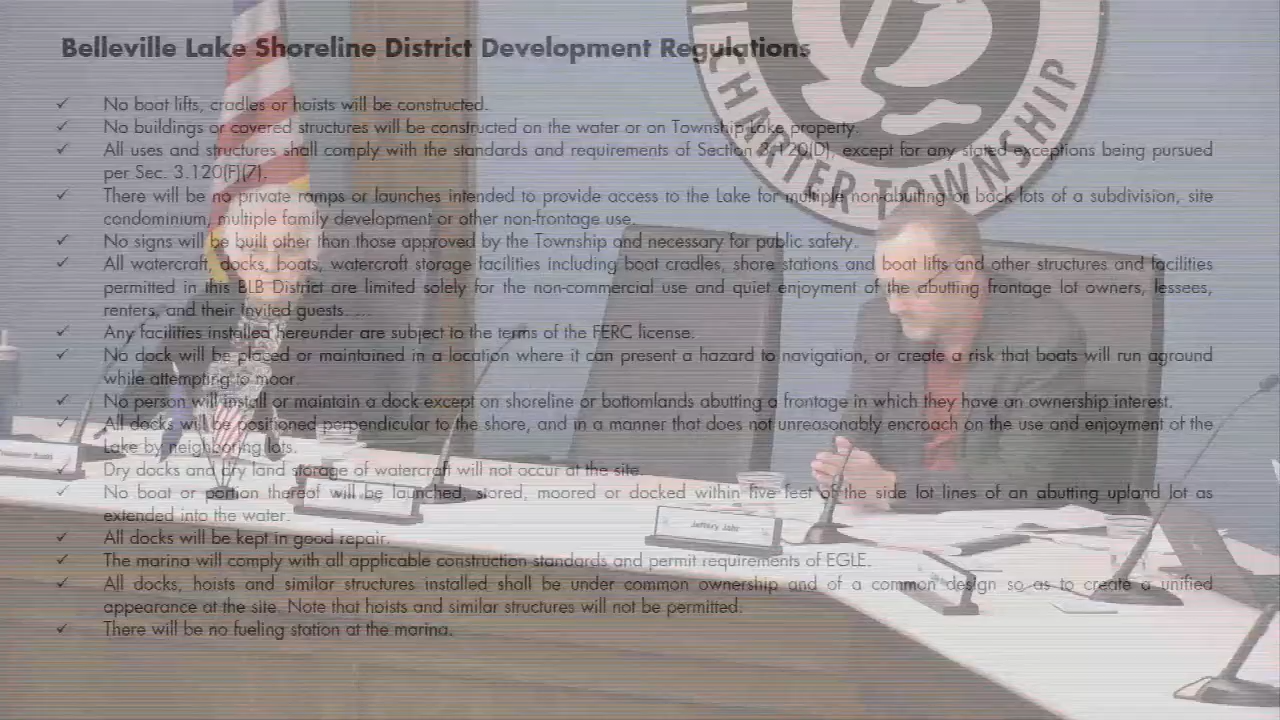 Belleville Lake Shoreline District Development Regulations
CHARTER TOWNSHIP
✓ No boat lifts, cradles or hoists will be constructed.
✓ No buildings or covered structures will be constructed on the water or on Township Lake property.
✓ All uses and structures shall comply with the standards and requirements of Section 3.120(D), except for any stated exceptions being pursued
per Sec. 3.120(F)(7).
✓ There will be no private ramps or launches intended to provide access to the Lake for multiple non-abutting or back lots of a subdivision, site
condominium, multiple family development or other non-frontage use.
✓ No signs will be built other than those approved by the Township and necessary for public safety.
✓ All watercraft, docks, boats, watercraft storage facilities including boat cradles, shore stations and boat lifts and other structures and facilities
permitted in this BLB District are limited solely for the non-commercial use and quiet enjoyment of the abutting frontage lot owners, lessees,
renters, and their invited guests. ...
✓ Any facilities installed hereunder are subject to the terms of the FERC license.
✓ No dock will be placed or maintained in a location where it can present a hazard to navigation, or create a risk that boats will run aground
while attempting to moor.
✓ No person will install or maintain a dock except on shoreline or bottomlands abutting a frontage in which they have an ownership interest.
✓ All docks will be positioned perpendicular to the shore, and in a manner that does not unreasonably encroach on the use and enjoyment of the
Lake by neighboring lots.
✓ Dry docks and dry land storage of watercraft will not occur at the site.
✓ No boat or portion thereof will be launched, stored, moored or docked within five feet of the side lot lines of an abutting upland lot as
extended into the water.
Jeffery Jahr
✓ All docks will be kept in good repair.
✓ The marina will comply with all applicable construction standards and permit requirements of EGLE.
✓ All docks, hoists and similar structures installed shall be under common ownership and of a common design so as to create a unified
appearance at the site. Note that hoists and similar structures will not be permitted.
✓ There will be no fueling station at the marina.